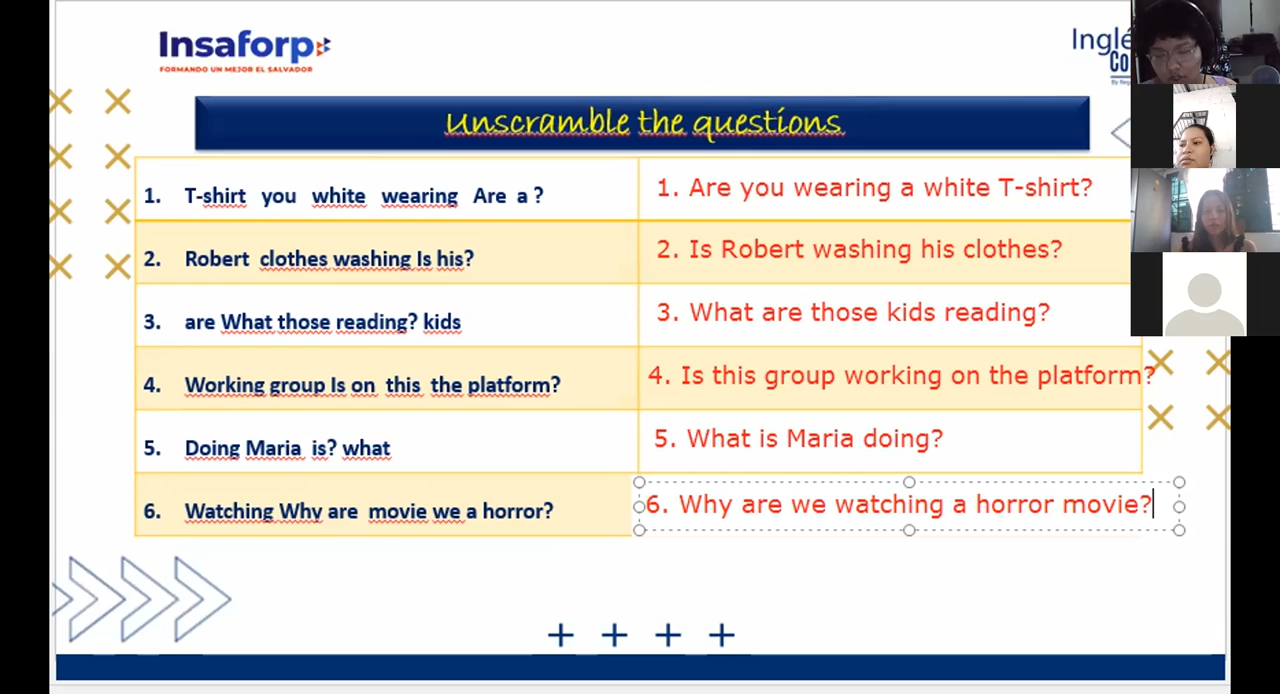 Insaforp
FORMANDO UN MEJOR EL SALVADOR
Unscramble the questions
1. T-shirt you white wearing Are a ?
1. Are you wearing a white T-shirt?
2. Robert clothes washing Is his?
2. Is Robert washing his clothes?
3. are What those reading? kids
3. What are those kids reading?
4. Working group Is on this the platform?
4. Is this group working on the platform?
5. Doing Maria is? what
5. What is Maria doing?
6. Watching Why are movie we a horror?
6. Why are we watching a horror movie?